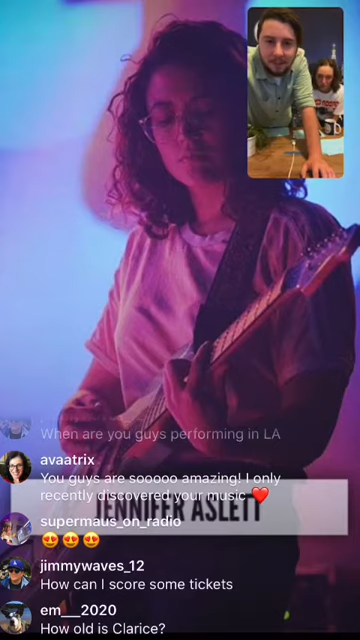 When are you guys performing in LA
avaatrix
You guys are sooooo amazing! I only
recently discovered your music ❤️
JENNIFER ASLETT
supermaus_on_radio
😍😍😍
jimmywaves_12
How can I score some tickets
em___2020
How old is Clarice?